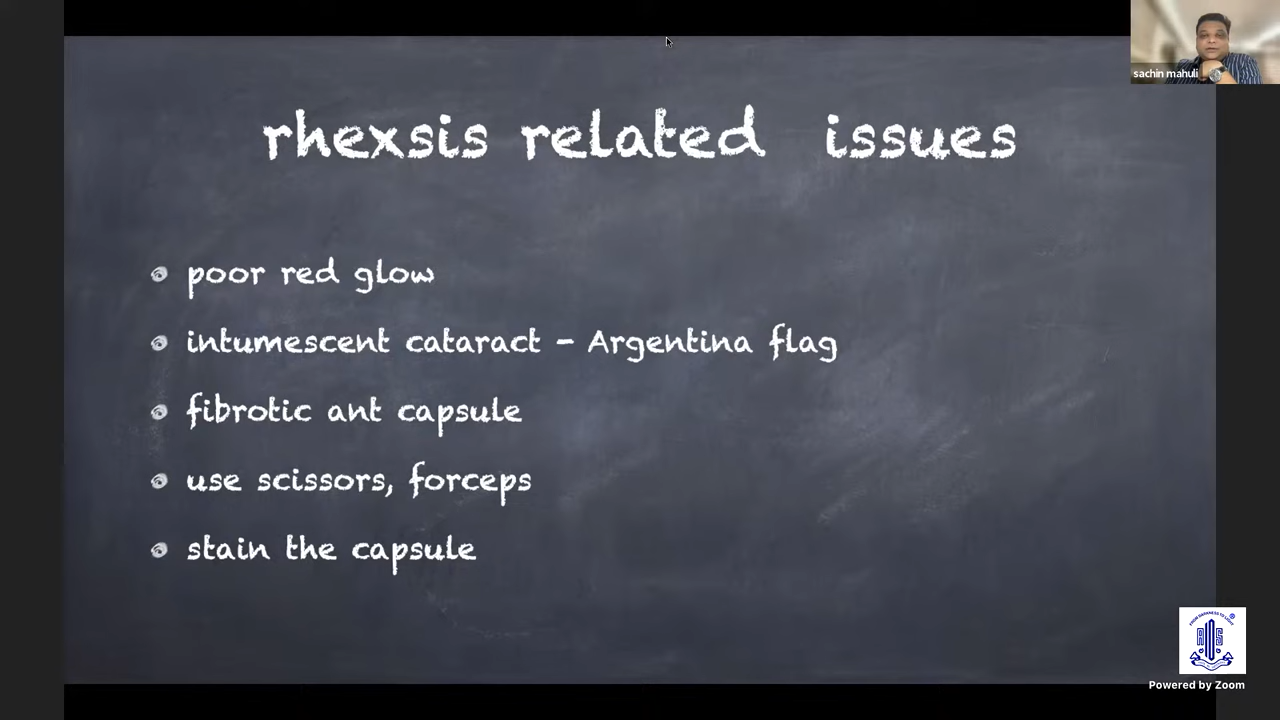 sachin mahuli
rhexsis related issues
poor red glow
intumescent cataract - Argentina flag
fibrotic ant capsule
use scissors, forceps
stain the capsule
Powered by Zoom